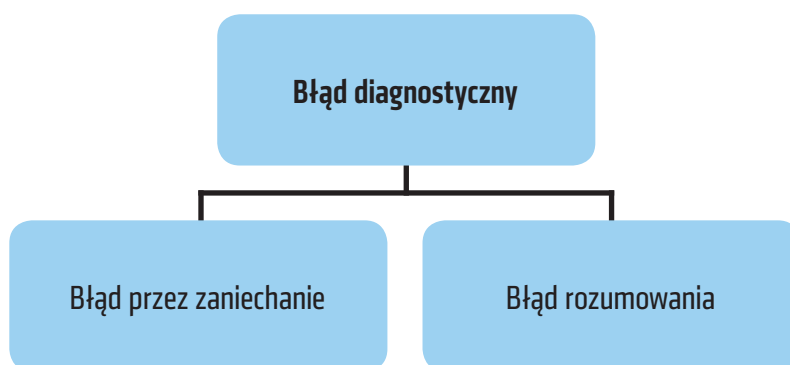 Błąd diagnostyczny
Błąd przez zaniechanie
Błąd rozumowania